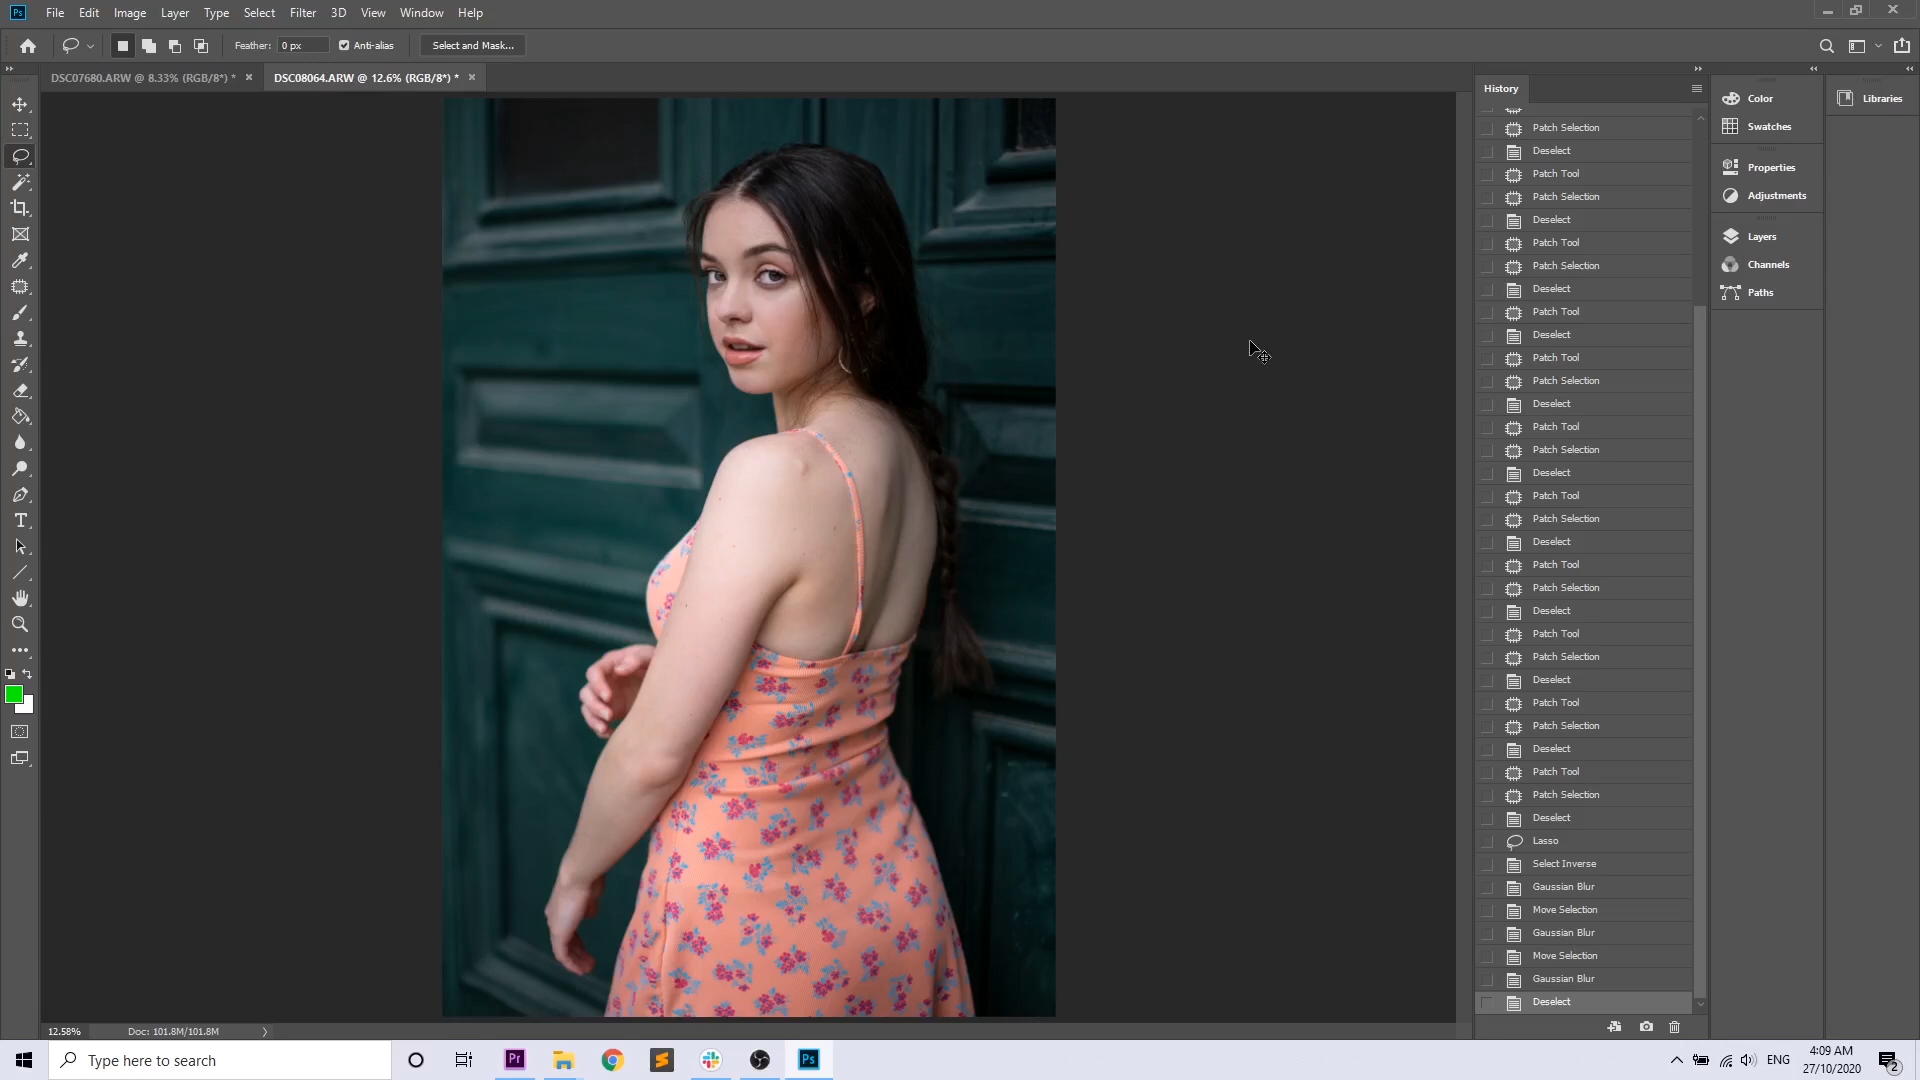 Ps File Edit Image Layer Type Select Filter 3D View Window Help
Feather: 0 px Anti-alias Select and Mask...
DSC07680.ARW @ 8.33% (RGB/8*) * × DSC08064.ARW @ 12.6% (RGB/8*) * ×
History
Patch Selection
Deselect
Patch Tool
Patch Selection
Deselect
Patch Tool
Patch Selection
Deselect
Patch Tool
Deselect
Patch Tool
Patch Selection
Deselect
Patch Tool
Patch Selection
Deselect
Patch Tool
Patch Selection
Deselect
Patch Tool
Patch Selection
Deselect
Patch Tool
Patch Selection
Deselect
Patch Tool
Patch Selection
Deselect
Patch Tool
Patch Selection
Deselect
Lasso
Select Inverse
Gaussian Blur
Move Selection
Gaussian Blur
Move Selection
Gaussian Blur
Deselect
Color
Swatches
Properties
Adjustments
Layers
Channels
Paths
Libraries
12.58% Doc: 101.8M/101.8M
Type here to search
Pr
Ps
ENG
4:09 AM
27/10/2020
2